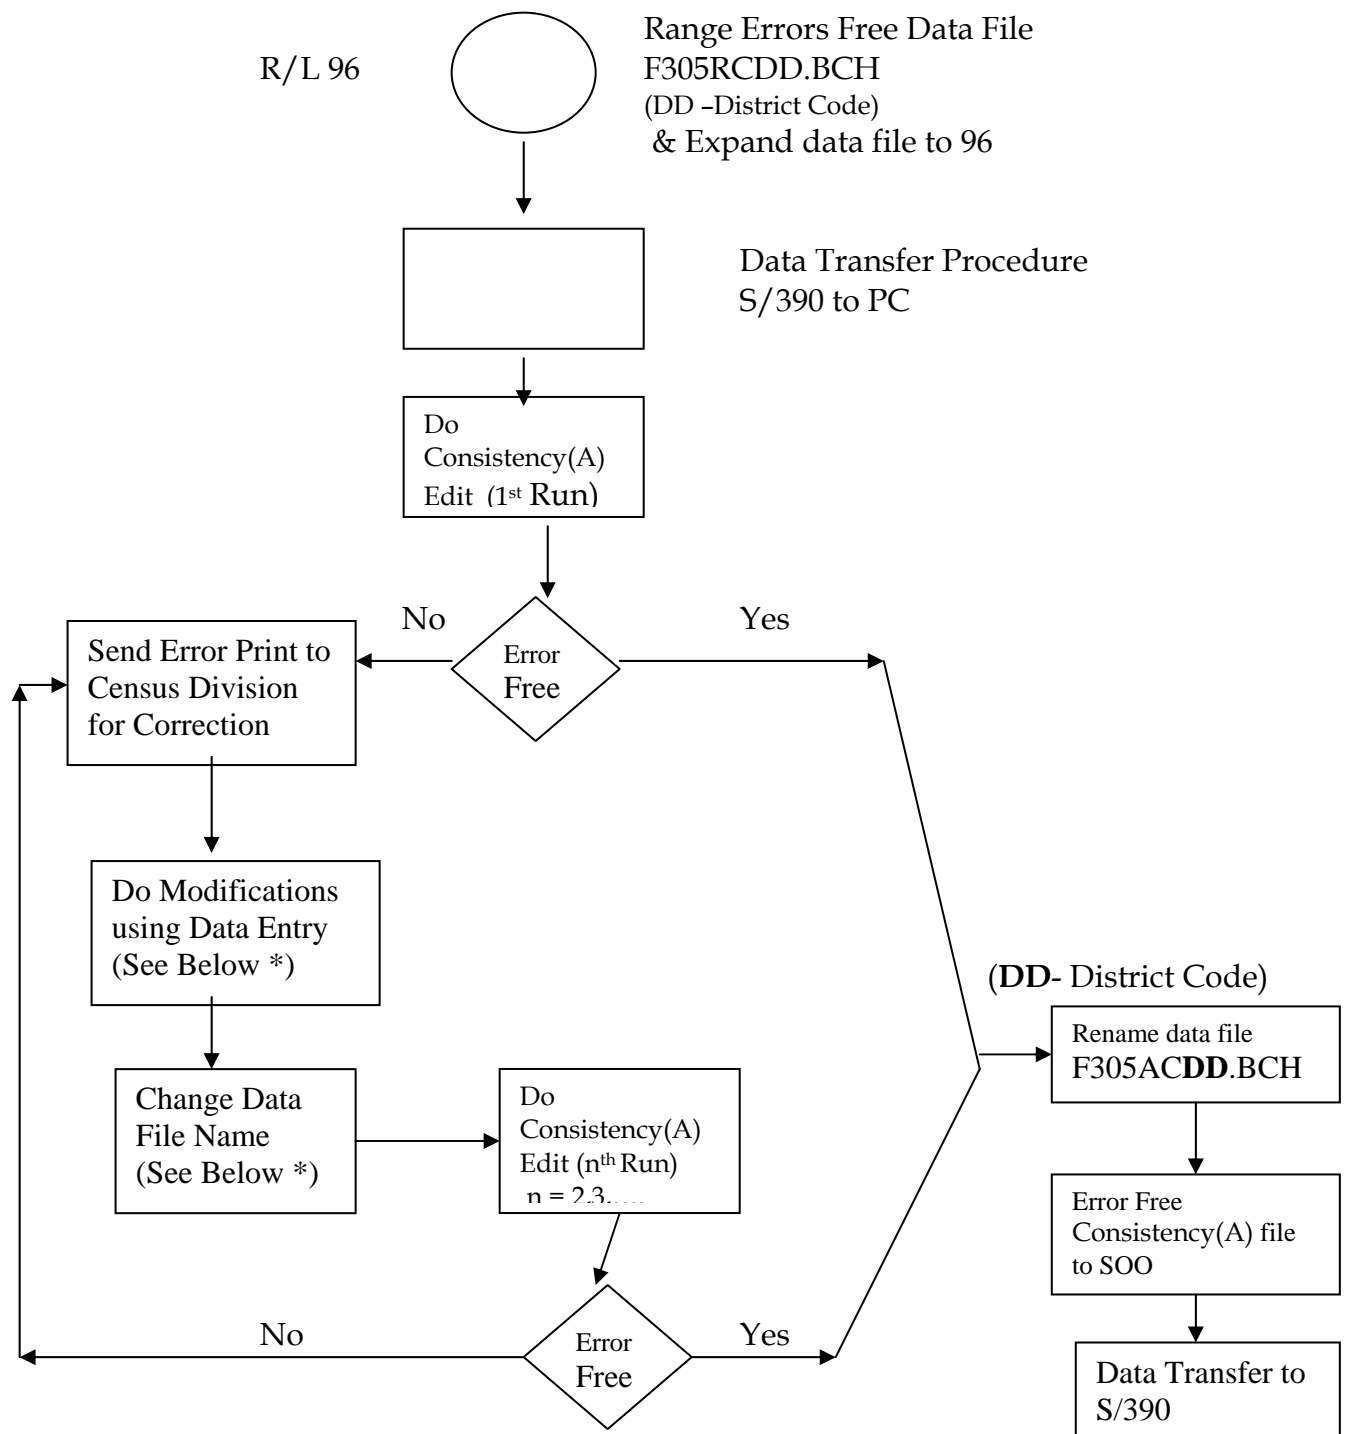 R/L 96
Range Errors Free Data File
F305RCDD.BCH
(DD –District Code)
& Expand data file to 96
Data Transfer Procedure
S/390 to PC
Do
Consistency(A)
Edit (1st Run)
No
Yes
Error
Free
Send Error Print to
Census Division
for Correction
Do Modifications
using Data Entry
(See Below *)
Change Data
File Name
(See Below *)
Do
Consistency(A)
Edit (nth Run)
n = 2,3,....
No
Error
Free
Yes
(DD- District Code)
Rename data file
F305ACDD.BCH
Error Free
Consistency(A) file
to SOO
Data Transfer to
S/390